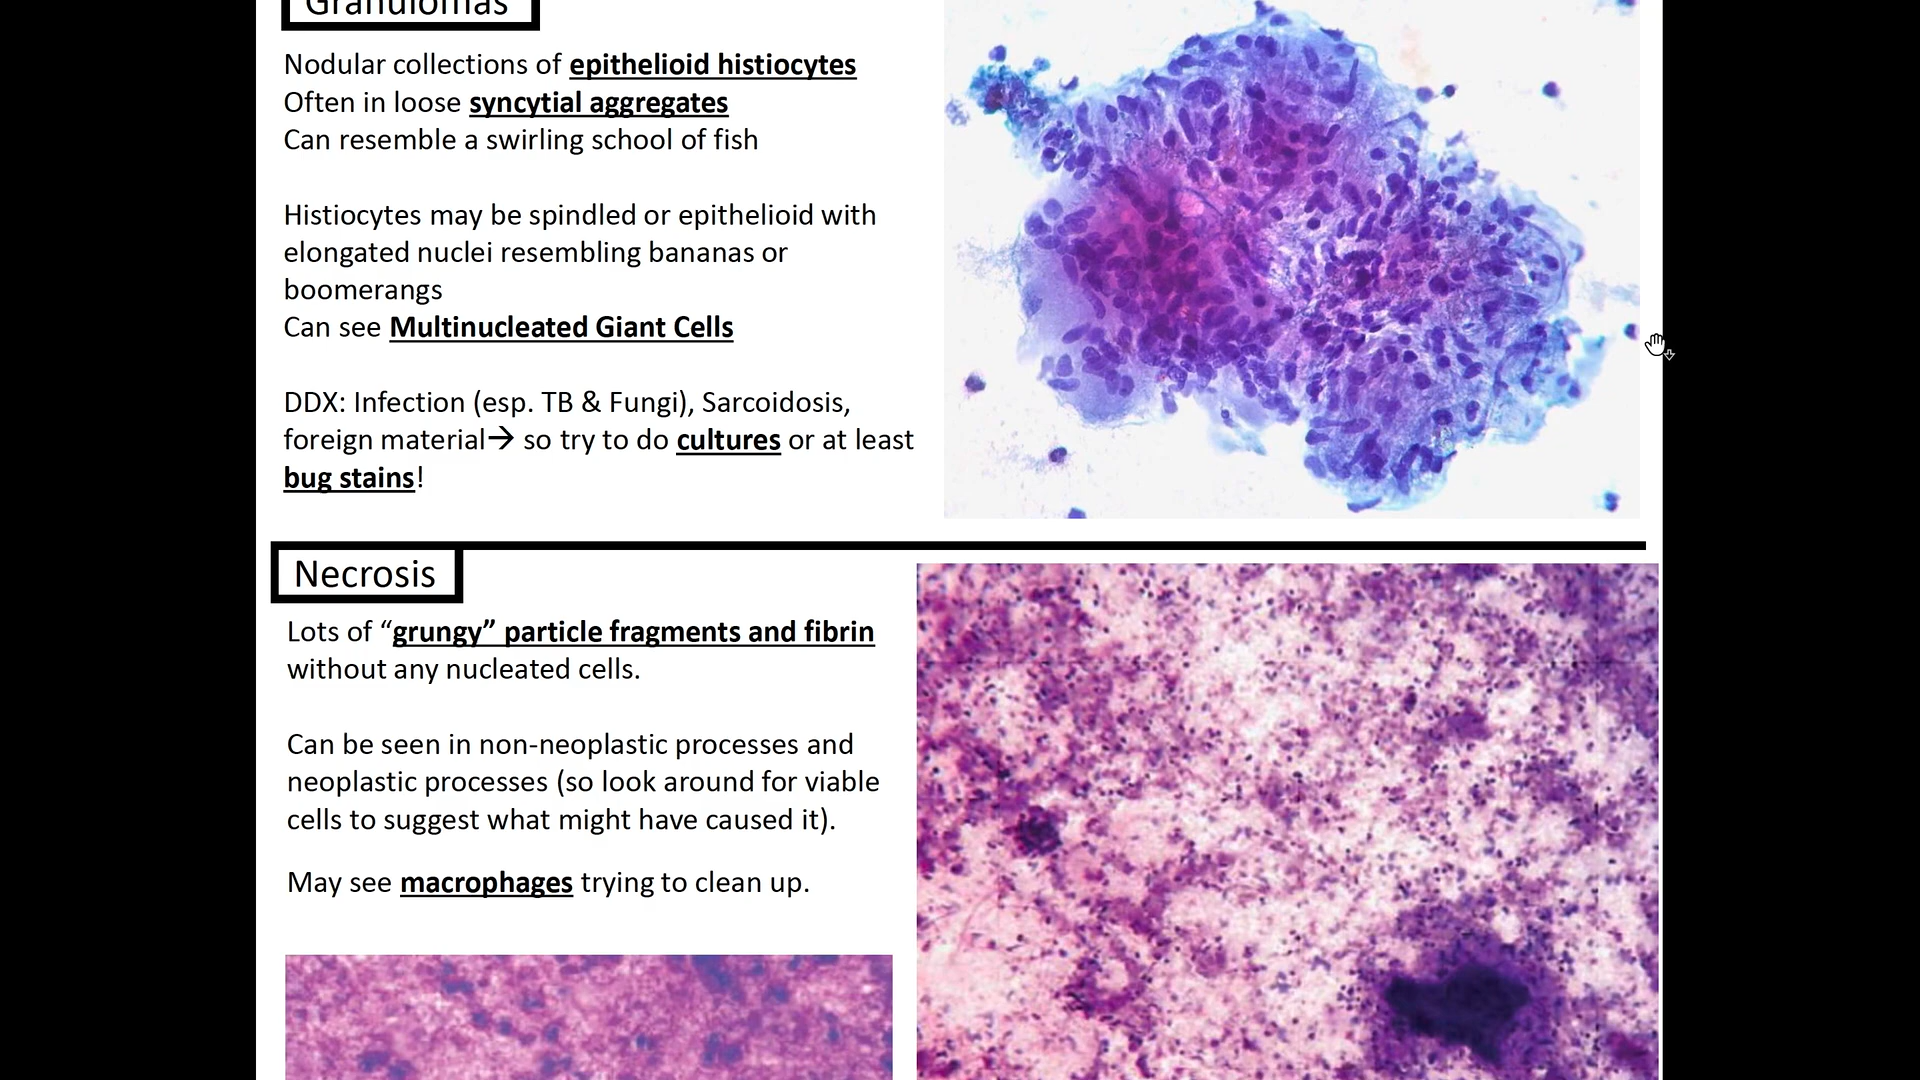 Granulomas
Nodular collections of epithelioid histiocytes
Often in loose syncytial aggregates
Can resemble a swirling school of fish
Histiocytes may be spindled or epithelioid with
elongated nuclei resembling bananas or
boomerangs
Can see Multinucleated Giant Cells
DDX: Infection (esp. TB & Fungi), Sarcoidosis,
foreign material→ so try to do cultures or at least
bug stains!
Necrosis
Lots of “grungy” particle fragments and fibrin
without any nucleated cells.
Can be seen in non-neoplastic processes and
neoplastic processes (so look around for viable
cells to suggest what might have caused it).
May see macrophages trying to clean up.